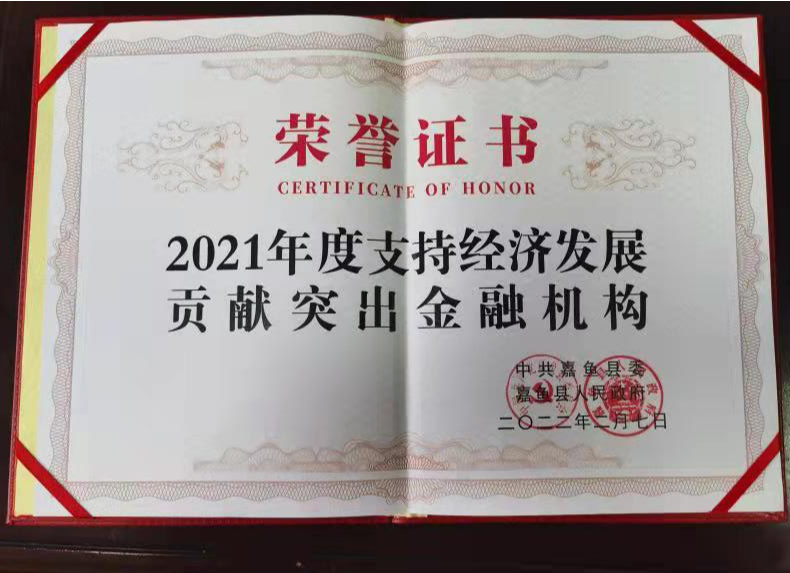 荣誉证书
CERTIFICATE OF HONOR
2021年度支持经济发展
贡献突出金融机构
中共嘉鱼县委
嘉鱼县人民政府
二〇二二年二月七日